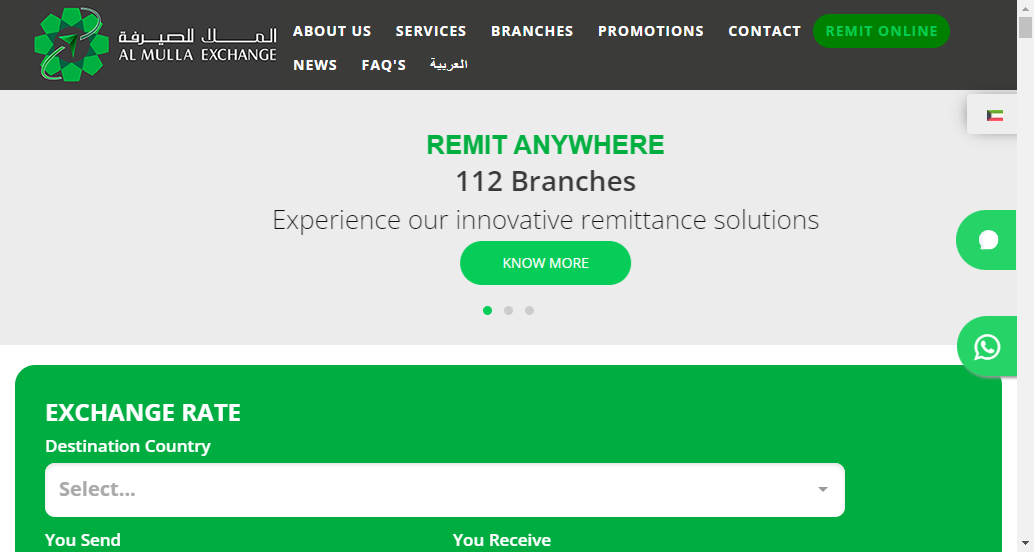 الملا للصيرفة
AL MULLA EXCHANGE
ABOUT US SERVICES BRANCHES PROMOTIONS CONTACT REMIT ONLINE
NEWS FAQ'S العربية
REMIT ANYWHERE
112 Branches
Experience our innovative remittance solutions
KNOW MORE
EXCHANGE RATE
Destination Country
Select...
You Send You Receive